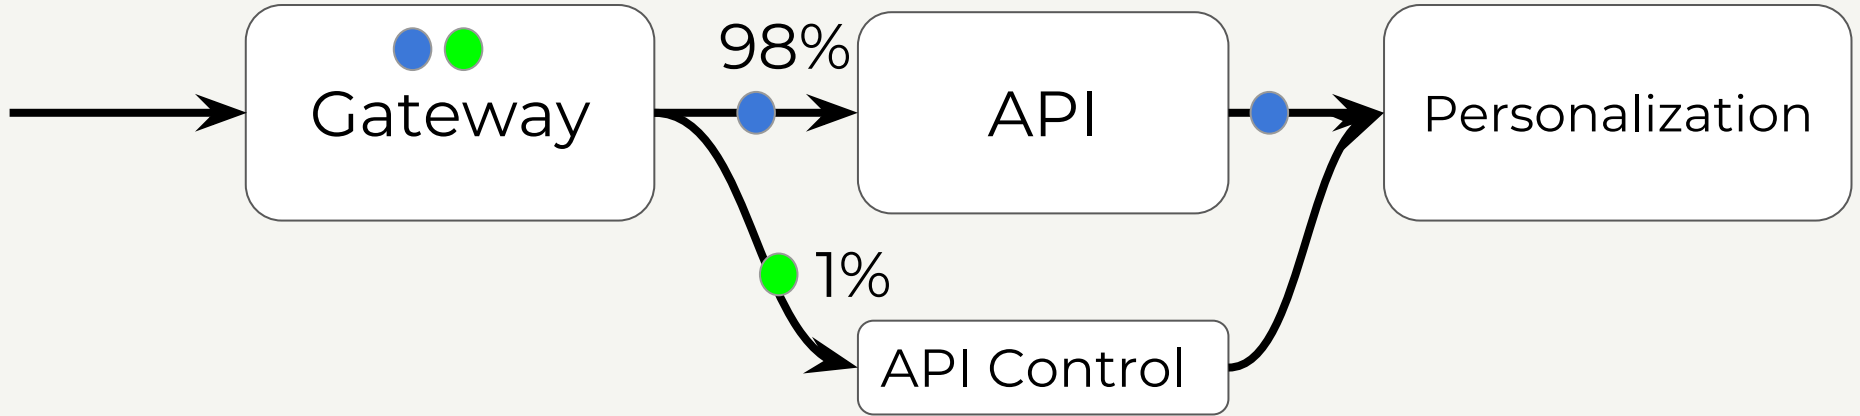 98%
Gateway
API
Personalization
1%
API Control